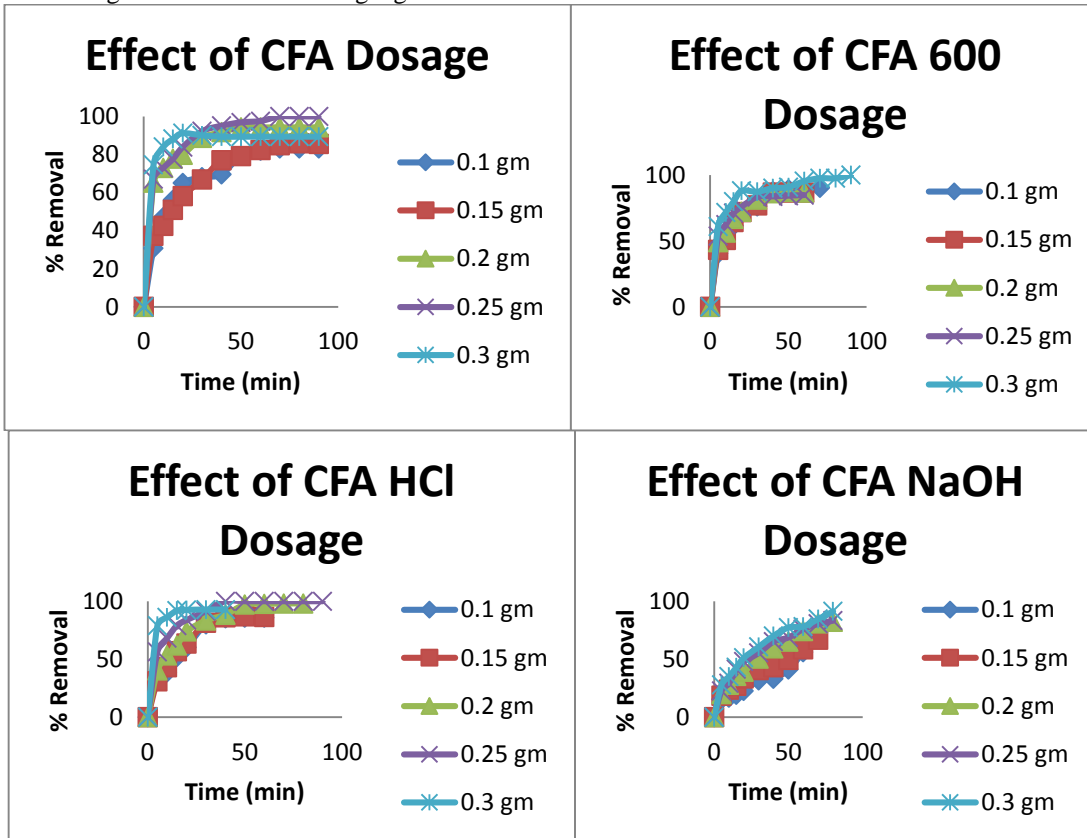 Effect of CFA Dosage
100
80
60
40
20
0
% Removal
0
50
100
Time (min)
0.1 gm
0.15 gm
0.2 gm
0.25 gm
0.3 gm
Effect of CFA 600
Dosage
100
50
0
% Removal
0
50
100
Time (min)
0.1 gm
0.15 gm
0.2 gm
0.25 gm
0.3 gm
Effect of CFA HCl
Dosage
100
50
0
% Removal
0
50
100
Time (min)
0.1 gm
0.15 gm
0.2 gm
0.25 gm
0.3 gm
Effect of CFA NaOH
Dosage
100
50
0
% Removal
0
50
100
Time (min)
0.1 gm
0.15 gm
0.2 gm
0.25 gm
0.3 gm